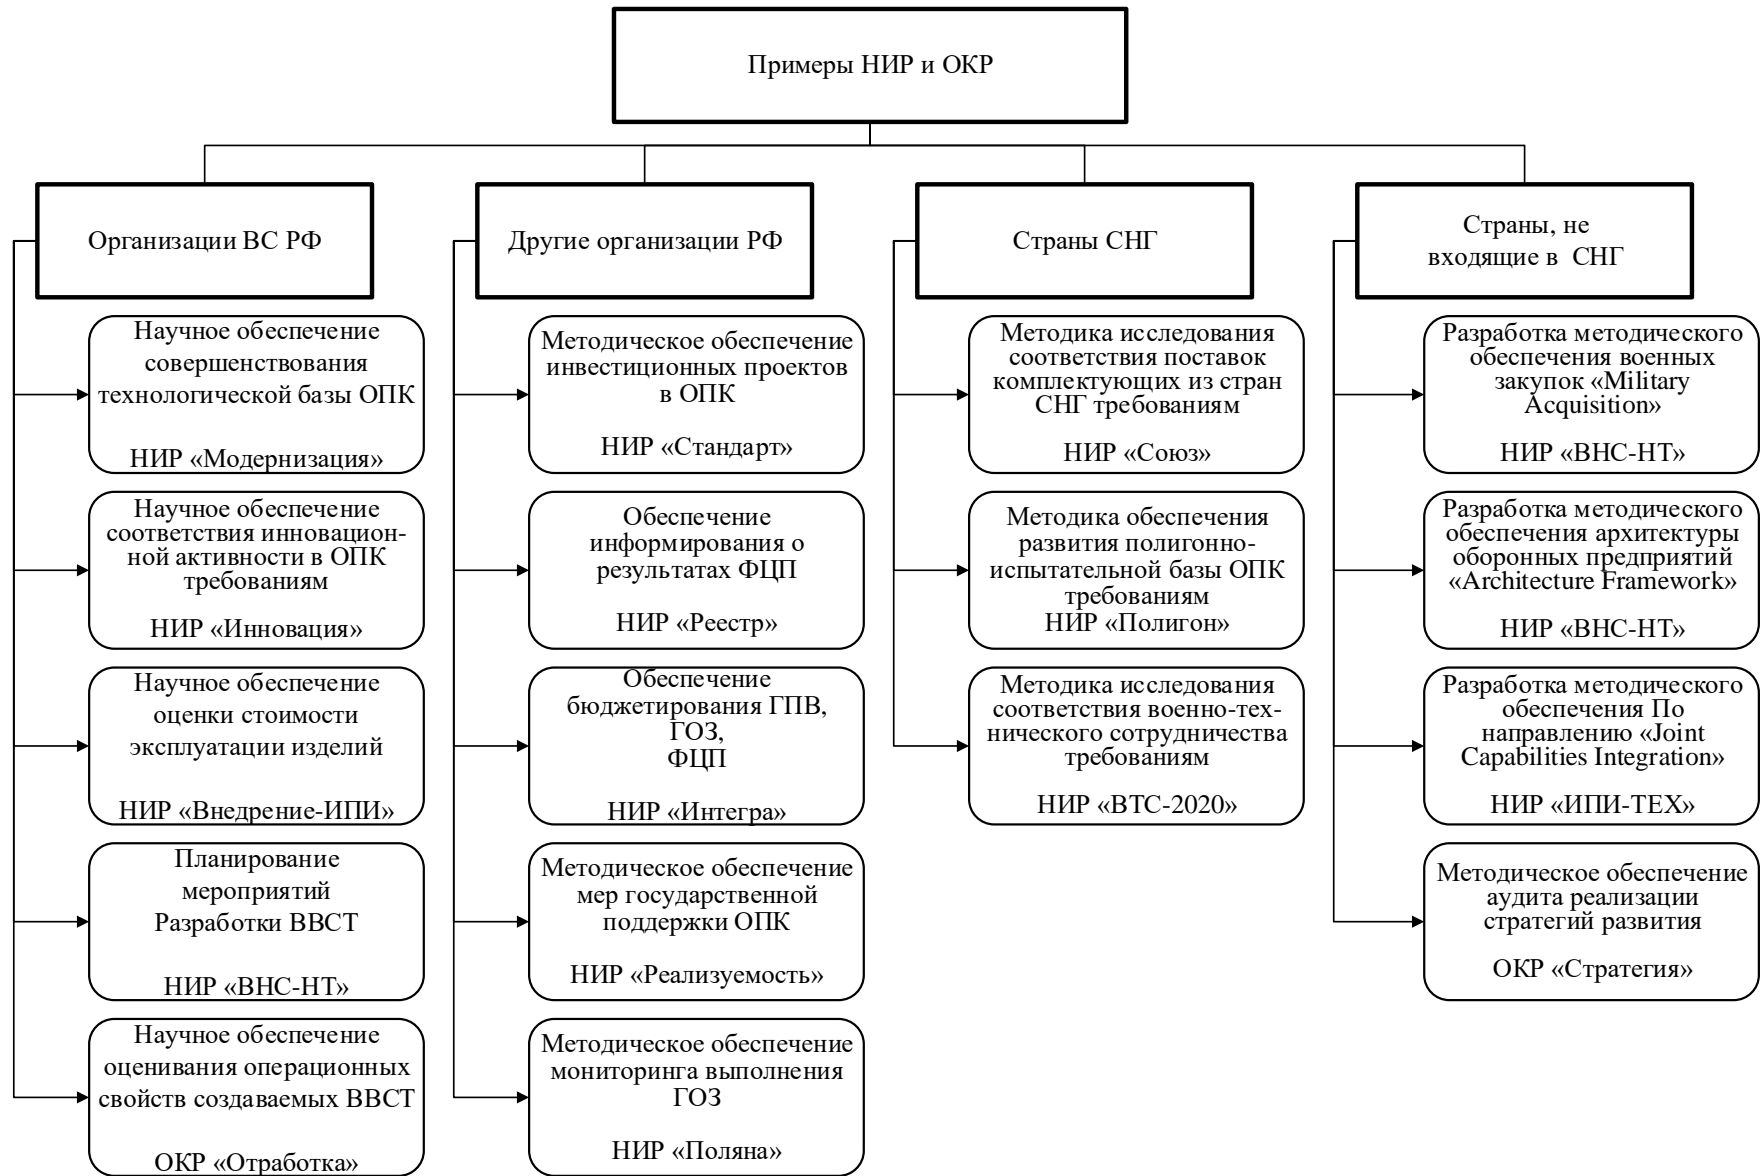 Примеры НИР и ОКР
Организации ВС РФ
Научное обеспечение
совершенствования
технологической базы ОПК
НИР «Модернизация»
Научное обеспечение
соответствия инновацион-
ной активности в ОПК
требованиям
НИР «Инновация»
Научное обеспечение
оценки стоимости
эксплуатации изделий
НИР «Внедрение-ИПИ»
Планирование
мероприятий
Разработки ВВСТ
НИР «ВНС-НТ»
Научное обеспечение
оценивания операционных
свойств создаваемых ВВСТ
ОКР «Отработка»
Другие организации РФ
Методическое обеспечение
инвестиционных проектов
в ОПК
НИР «Стандарт»
Обеспечение
информирования о
результатах ФЦП
НИР «Реестр»
Обеспечение
бюджетирования ГПВ,
ГОЗ,
ФЦП
НИР «Интегра»
Методическое обеспечение
мер государственной
поддержки ОПК
НИР «Реализуемость»
Методическое обеспечение
мониторинга выполнения
ГОЗ
НИР «Поляна»
Страны СНГ
Методика исследования
соответствия поставок
комплектующих из стран
СНГ требованиям
НИР «Союз»
Методика обеспечения
развития полигонно-
испытательной базы ОПК
требованиям
НИР «Полигон»
Методика исследования
соответствия военно-тех-
нического сотрудничества
требованиям
НИР «ВТС-2020»
Страны, не
входящие в СНГ
Разработка методического
обеспечения военных
закупок «Military
Acquisition»
НИР «ВНС-НТ»
Разработка методического
обеспечения архитектуры
оборонных предприятий
«Architecture Framework»
НИР «ВНС-НТ»
Разработка методического
обеспечения По
направлению «Joint
Capabilities Integration»
НИР «ИПИ-ТЕХ»
Методическое обеспечение
аудита реализации
стратегий развития
ОКР «Стратегия»